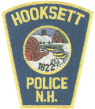 HOOKSETT
1822
POLICE
N.H.